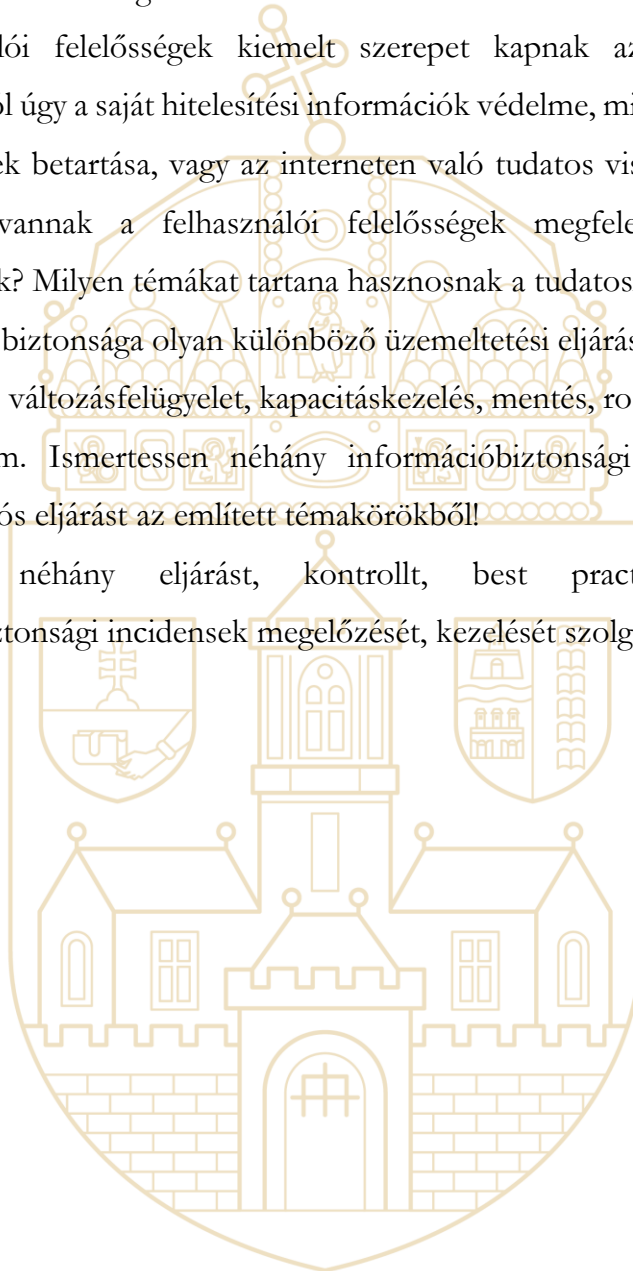 lói felelősségek kiemelt szerepet kapnak az
úgy a saját hitelesítési információk védelme, mi
ek betartása, vagy az interneten való tudatos vis
vannak a felhasználói felelősségek megfele
k? Milyen témákat tartana hasznosnak a tudatos
biztonsága olyan különböző üzemeltetési eljárás
változásfelügyelet, kapacitáskezelés, mentés, ro
m. Ismertessen néhány információbiztonsági
ós eljárást az említett témakörökből!
néhány eljárást, kontrollt, best pract
ztonsági incidensek megelőzését, kezelését szolg